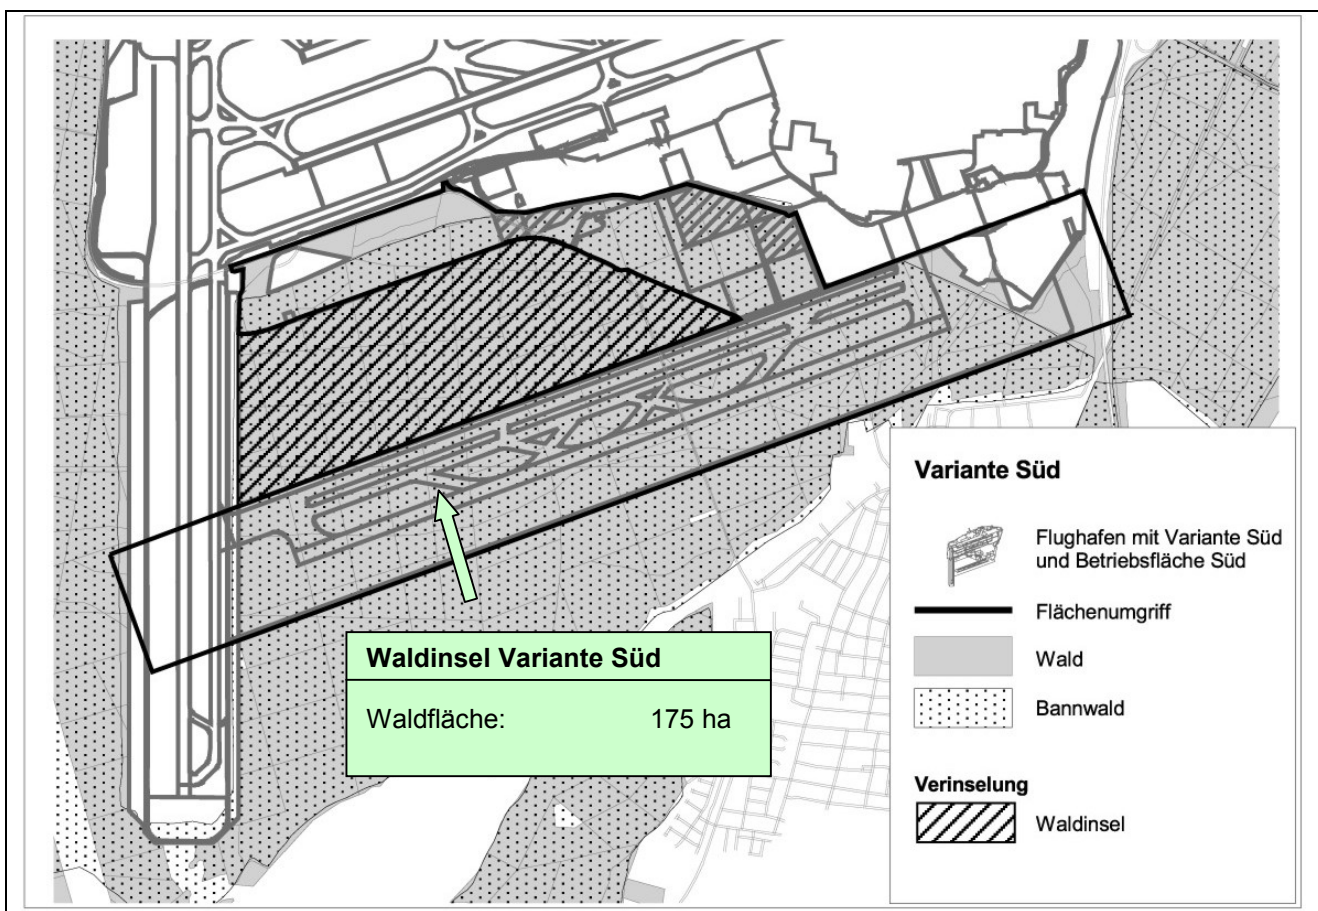 Waldinsel Variante Süd
Waldfläche: 175 ha
Variante Süd
Flughafen mit Variante Süd
und Betriebsfläche Süd
Flächenumgriff
Wald
Bannwald
Verinselung
Waldinsel